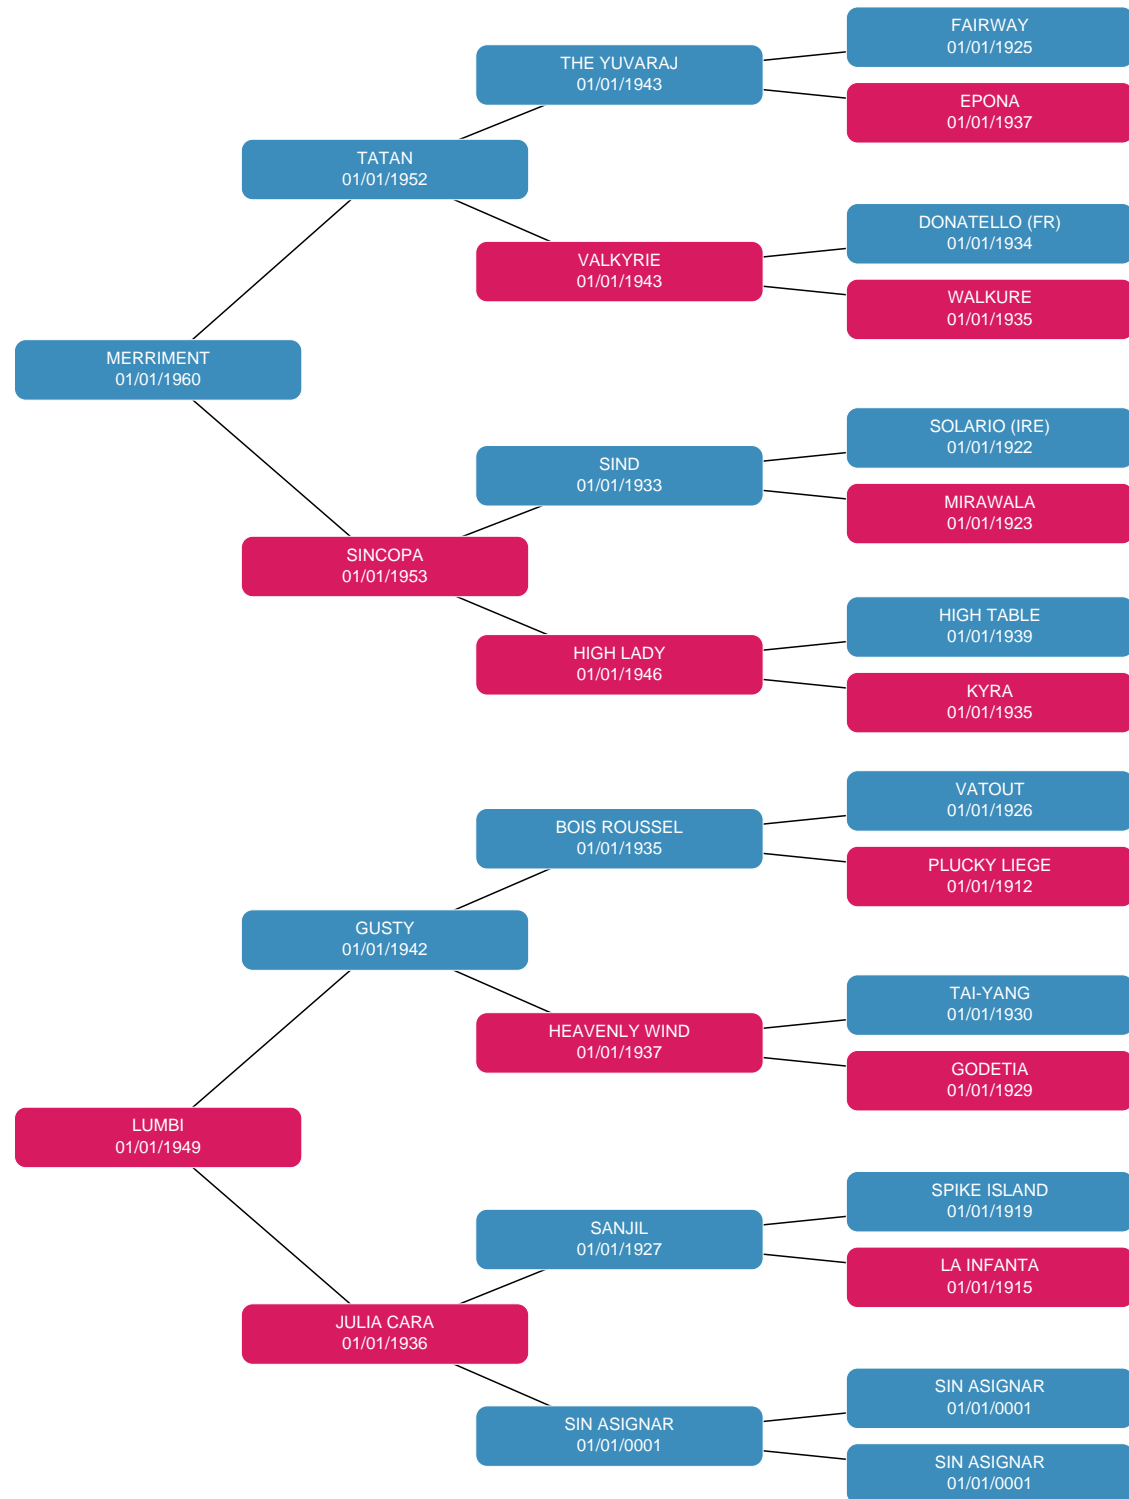 FAIRWAY
01/01/1925
THE YUVARAJ
01/01/1943
EPONA
01/01/1937
TATAN
01/01/1952
DONATELLO (FR)
01/01/1934
VALKYRIE
01/01/1943
WALKURE
01/01/1935
MERRIMENT
01/01/1960
SOLARIO (IRE)
01/01/1922
SIND
01/01/1933
MIRAWALA
01/01/1923
SINCOPA
01/01/1953
HIGH TABLE
01/01/1939
HIGH LADY
01/01/1946
KYRA
01/01/1935
VATOUT
01/01/1926
BOIS ROUSSEL
01/01/1935
PLUCKY LIEGE
01/01/1912
GUSTY
01/01/1942
TAI-YANG
01/01/1930
HEAVENLY WIND
01/01/1937
GODETIA
01/01/1929
LUMBI
01/01/1949
SPIKE ISLAND
01/01/1919
SANJIL
01/01/1927
LA INFANTA
01/01/1915
JULIA CARA
01/01/1936
SIN ASIGNAR
01/01/0001
SIN ASIGNAR
01/01/0001
SIN ASIGNAR
01/01/0001